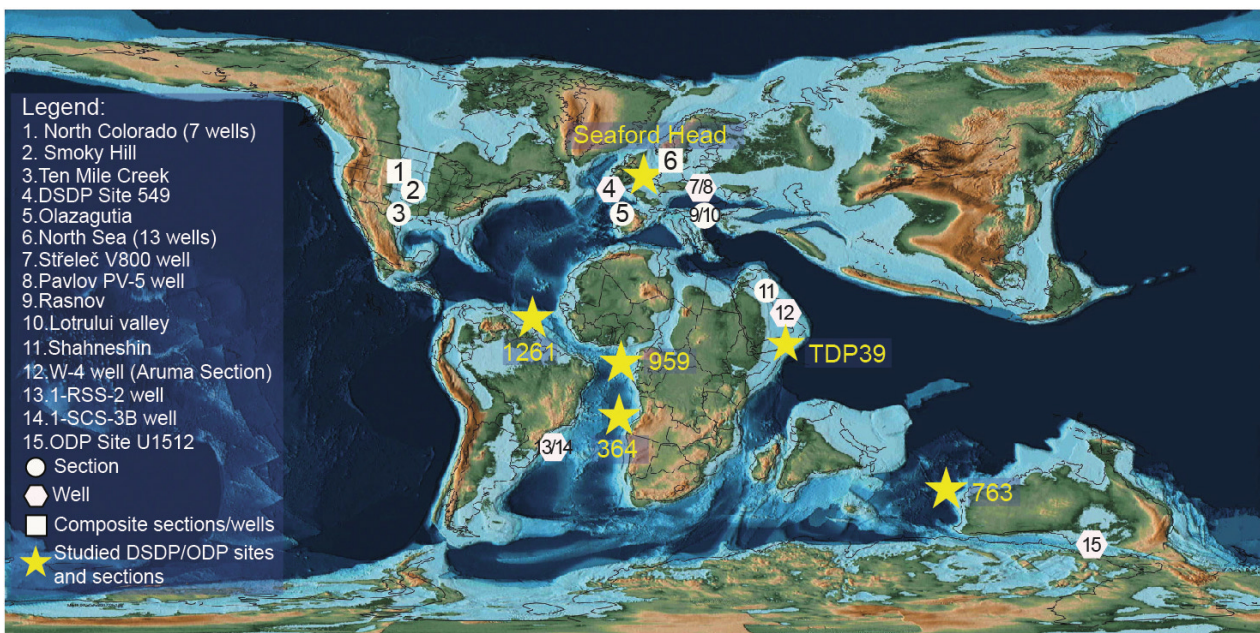 Legend:
1. North Colorado (7 wells)
2. Smoky Hill
3.Ten Mile Creek
4.DSDP Site 549
5.Olazagutia
6.North Sea (13 wells)
7.Střeleč V800 well
8.Pavlov PV-5 well
9.Rasnov
10.Lotrului valley
11.Shahneshin
12.W-4 well (Aruma Section)
13.1-RSS-2 well
14.1-SCS-3B well
15.ODP Site U1512
Section
Well
Composite sections/wells
Studied DSDP/ODP sites
and sections
Seaford Head
1
2
3
4
5
6
7/8
9/10
11
12
TDP39
1261
959
364
13/14
763
15